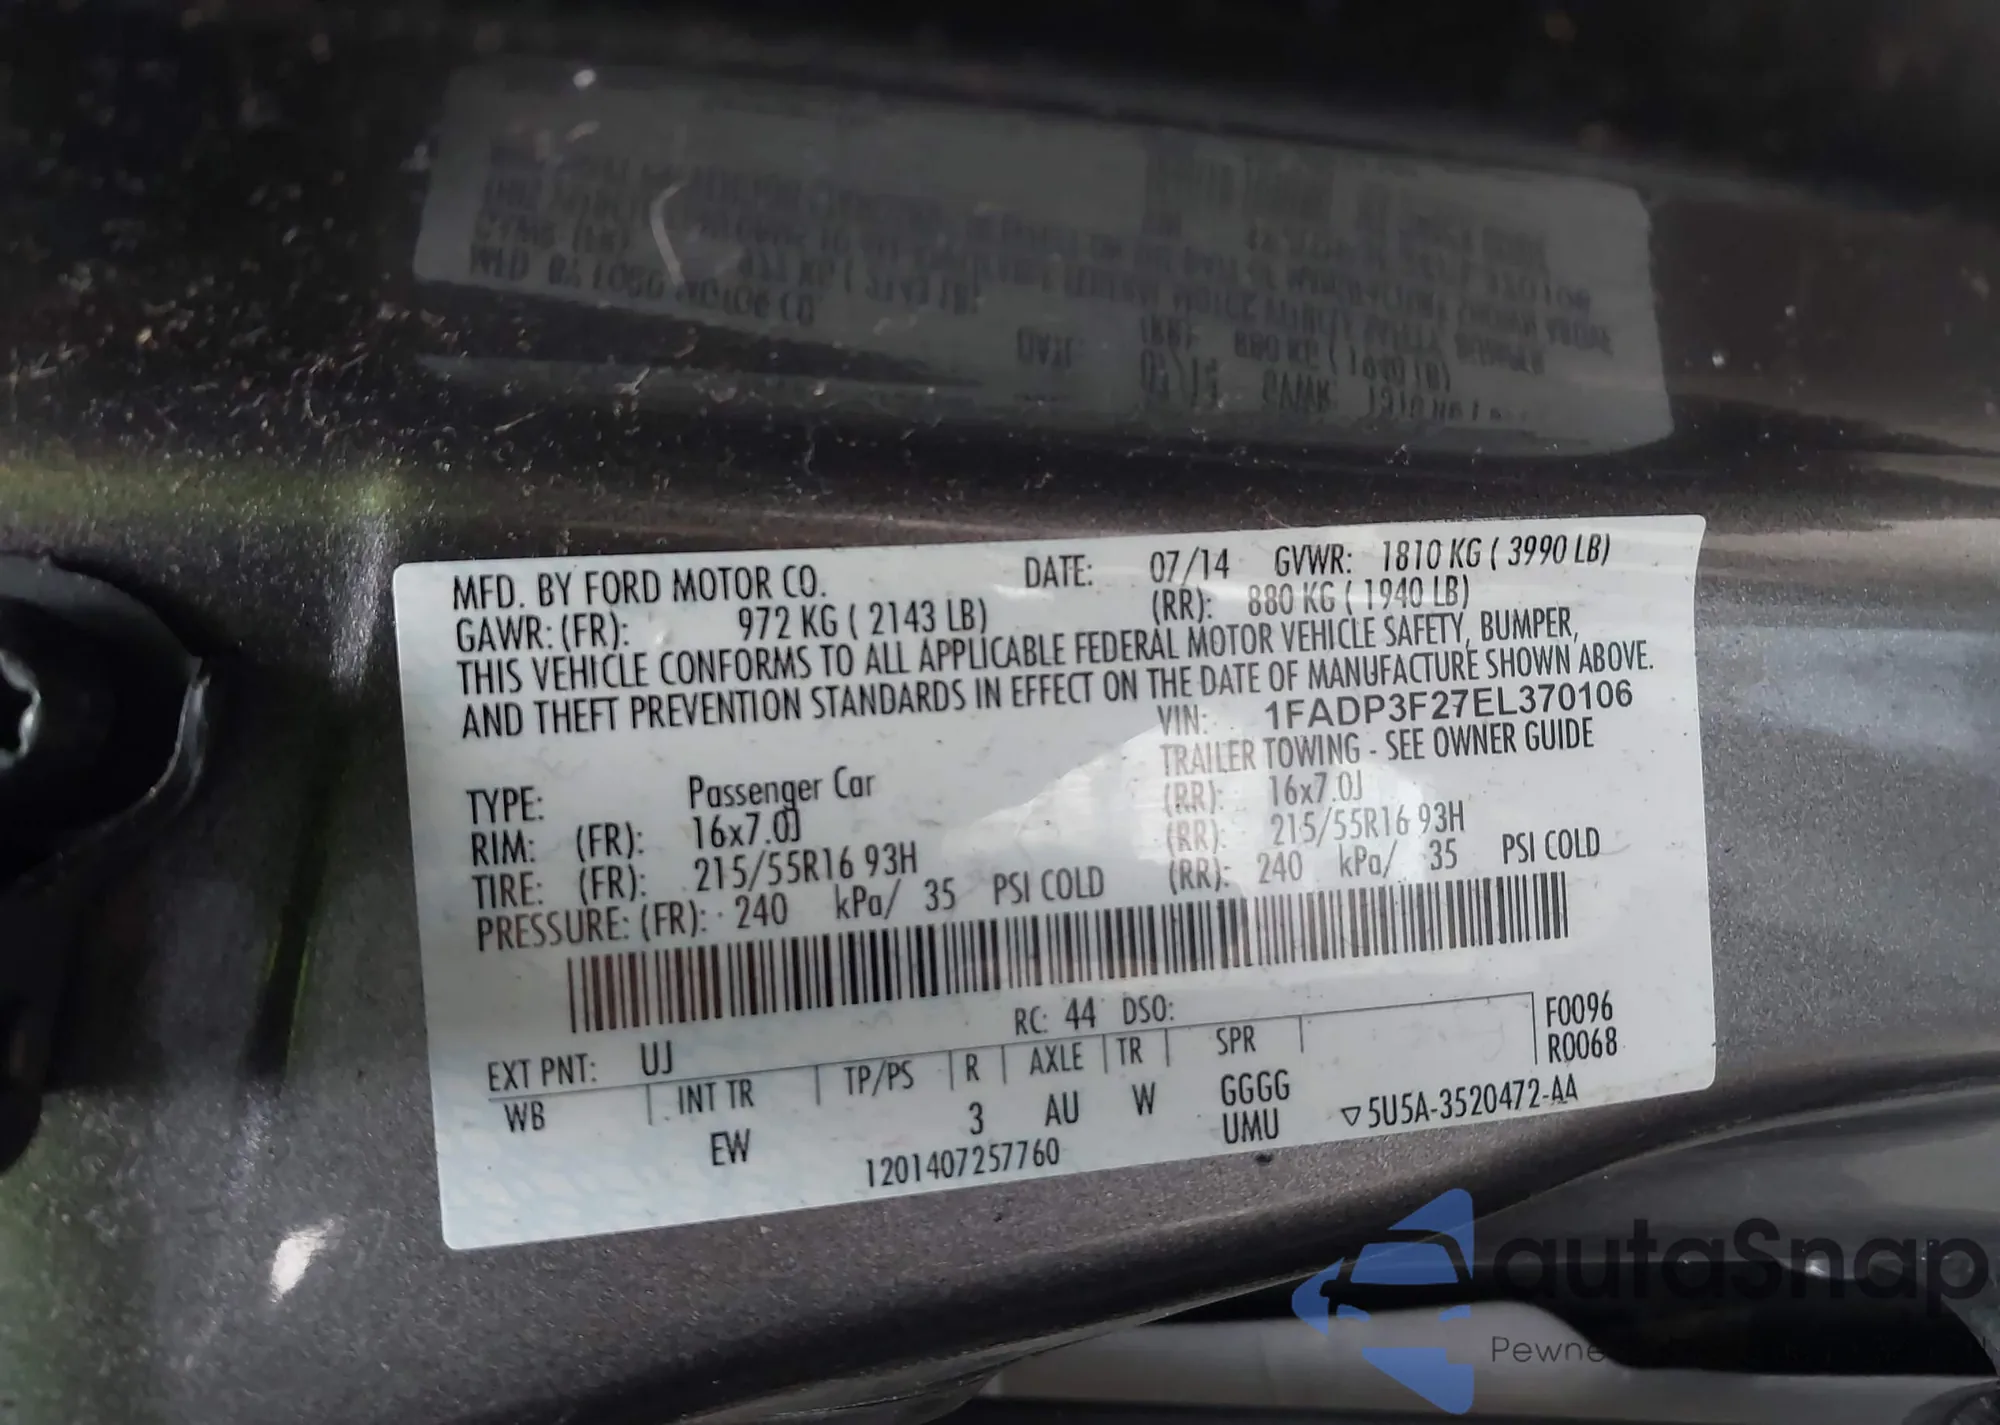 MFD. BY FORD MOTOR CO. DATE: 07/14 GVWR: 1810 KG ( 3990 LB)
GAWR: (FR): 972 KG ( 2143 LB) (RR): 880 KG ( 1940 LB)
THIS VEHICLE CONFORMS TO ALL APPLICABLE FEDERAL MOTOR VEHICLE SAFETY, BUMPER,
AND THEFT PREVENTION STANDARDS IN EFFECT ON THE DATE OF MANUFACTURE SHOWN ABOVE.
VIN: 1FADP3F27EL370106
TRAILER TOWING - SEE OWNER GUIDE
TYPE: Passenger Car
RIM: (FR): 16x7.0J (RR): 16x7.0J
TIRE: (FR): 215/55R16 93H (RR): 215/55R16 93H
PRESSURE: (FR): 240 kPa/ 35 PSI COLD (RR): 240 kPa/ 35 PSI COLD
RC: 44 DSO: F0096
EXT PNT: UJ R0068
WB INT TR TP/PS R AXLE TR SPR
EW 3 AU W GGGG
UMU
1201407257760 ▽5U5A-3520472-AA
autaSnap